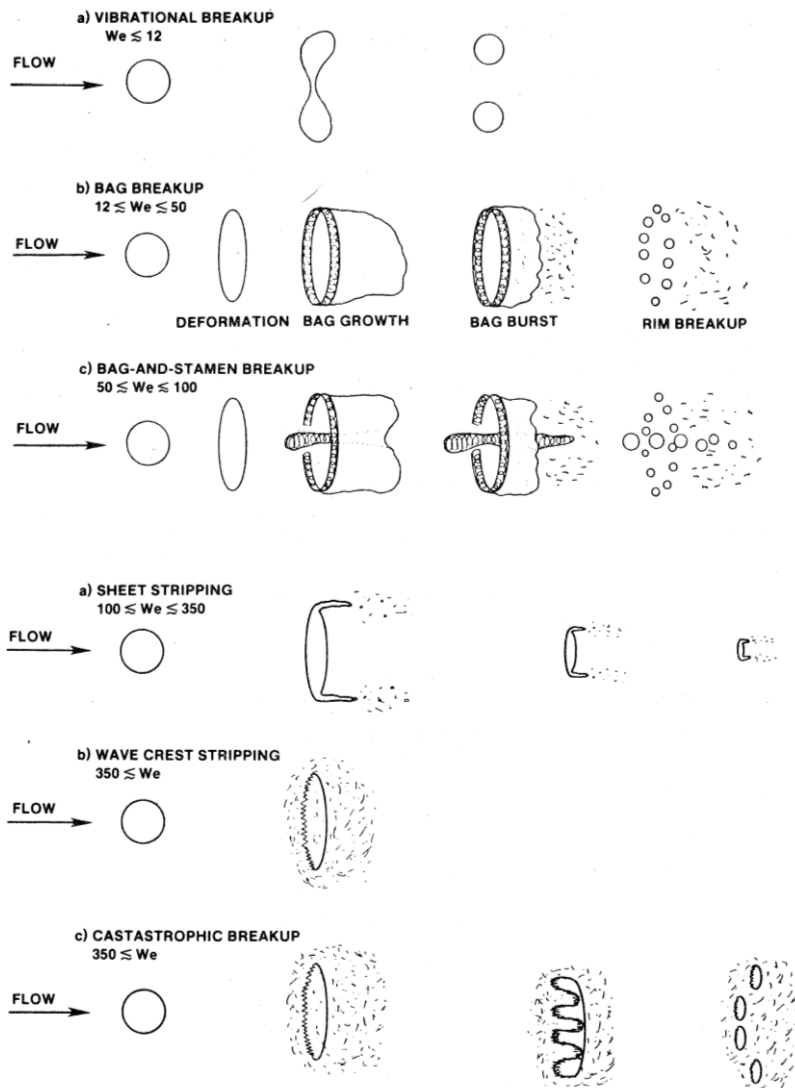 a) VIBRATIONAL BREAKUP
We ≲ 12
FLOW
b) BAG BREAKUP
12 ≲ We ≲ 50
FLOW
DEFORMATION BAG GROWTH BAG BURST RIM BREAKUP
c) BAG-AND-STAMEN BREAKUP
50 ≲ We ≲ 100
FLOW
a) SHEET STRIPPING
100 ≲ We ≲ 350
FLOW
b) WAVE CREST STRIPPING
350 ≲ We
FLOW
c) CASTASTROPHIC BREAKUP
350 ≲ We
FLOW